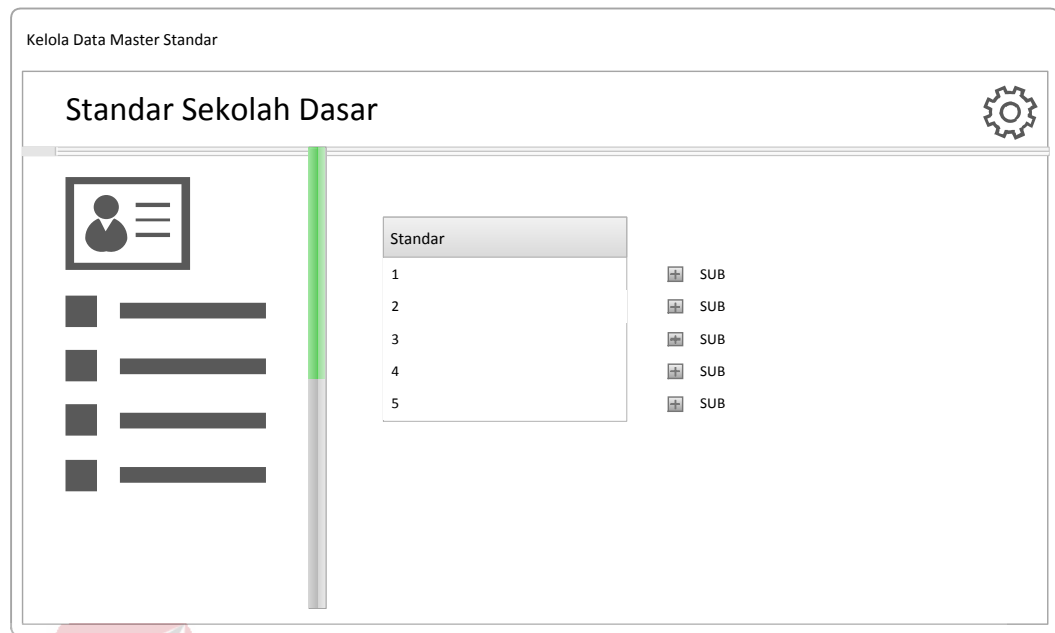 Kelola Data Master Standar
Standar Sekolah Dasar
Standar
1 SUB
2 SUB
3 SUB
4 SUB
5 SUB